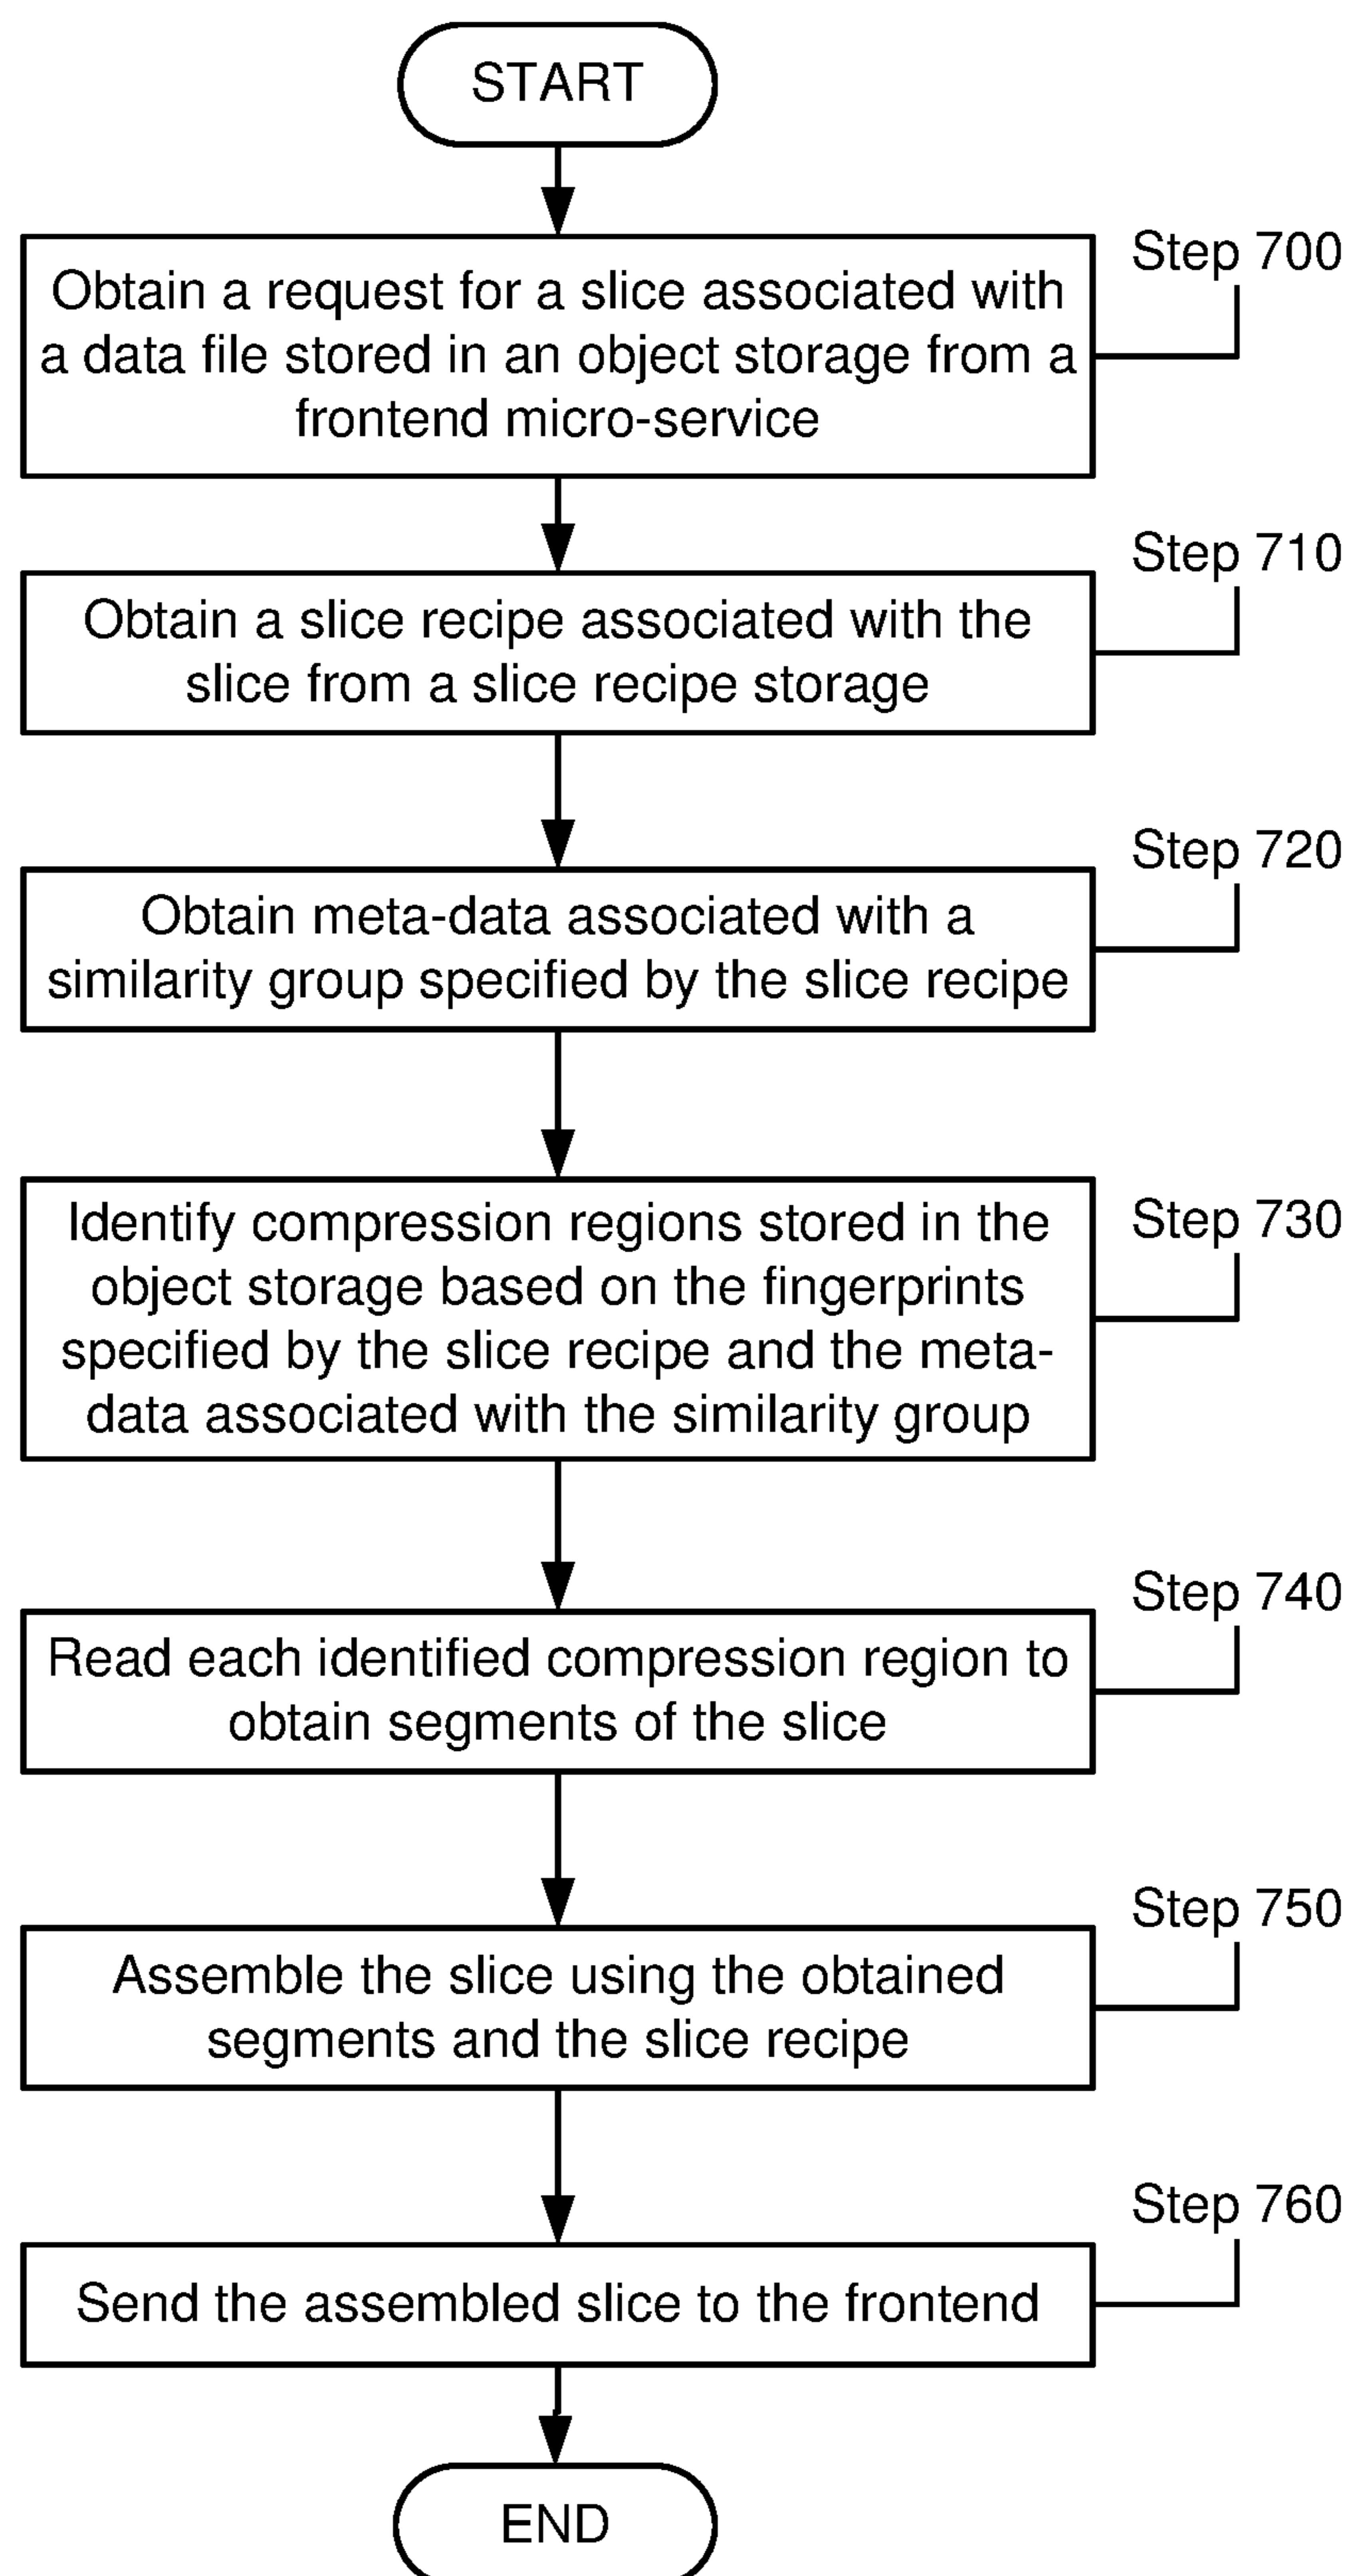 START
Step 700
Obtain a request for a slice associated with
a data file stored in an object storage from a
frontend micro-service
Step 710
Obtain a slice recipe associated with the
slice from a slice recipe storage
Step 720
Obtain meta-data associated with a
similarity group specified by the slice recipe
Step 730
Identify compression regions stored in the
object storage based on the fingerprints
specified by the slice recipe and the meta-
data associated with the similarity group
Step 740
Read each identified compression region to
obtain segments of the slice
Step 750
Assemble the slice using the obtained
segments and the slice recipe
Step 760
Send the assembled slice to the frontend
END